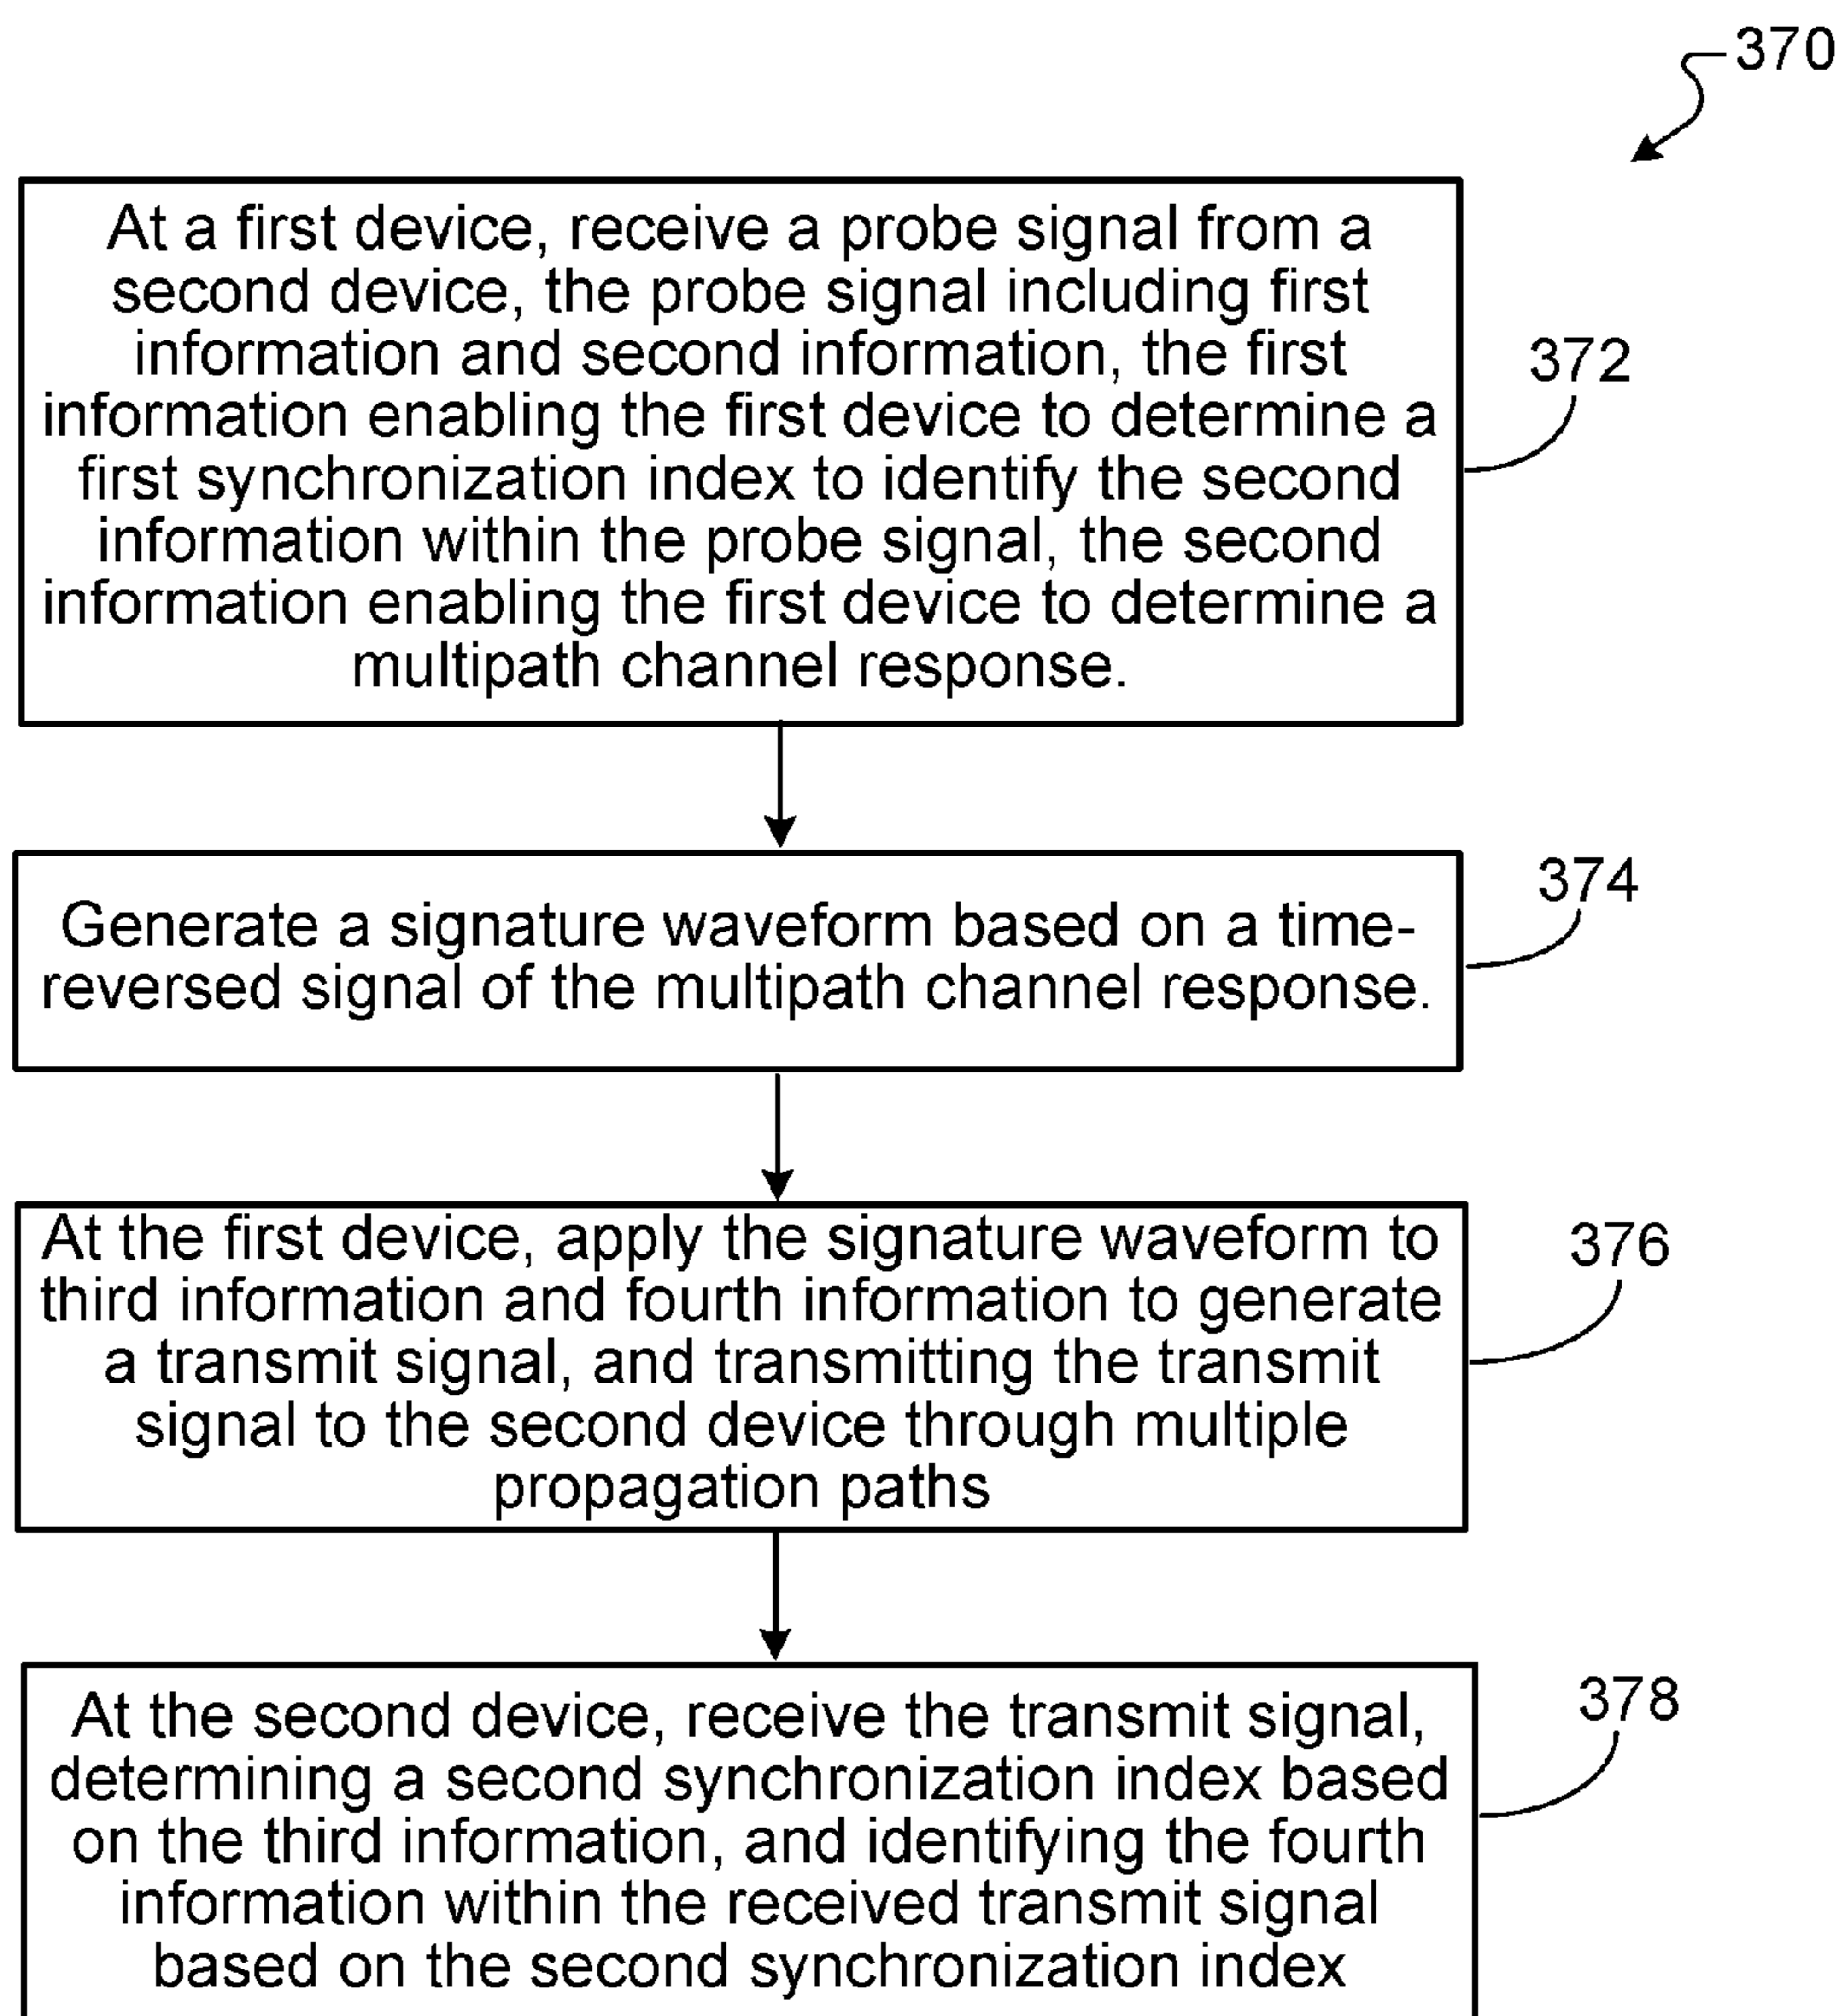 370
At a first device, receive a probe signal from a
second device, the probe signal including first
information and second information, the first
information enabling the first device to determine a
first synchronization index to identify the second
information within the probe signal, the second
information enabling the first device to determine a
multipath channel response.
372
Generate a signature waveform based on a time-
reversed signal of the multipath channel response.
374
At the first device, apply the signature waveform to
third information and fourth information to generate
a transmit signal, and transmitting the transmit
signal to the second device through multiple
propagation paths
376
At the second device, receive the transmit signal,
determining a second synchronization index based
on the third information, and identifying the fourth
information within the received transmit signal
based on the second synchronization index
378